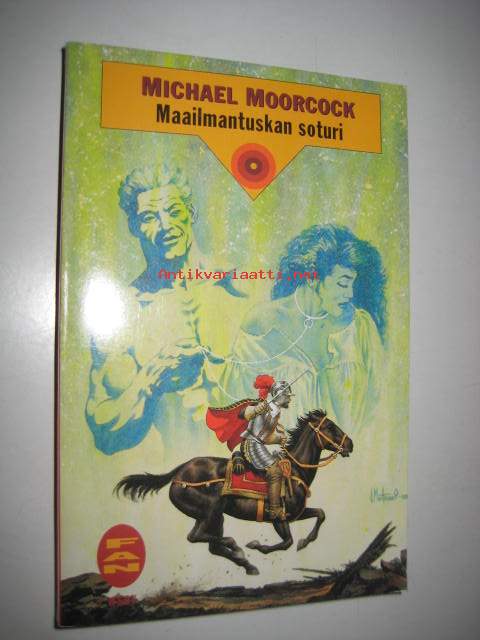 MICHAEL MOORCOCK
Maailmantuskan soturi
Antikvariaatti.net
FAN